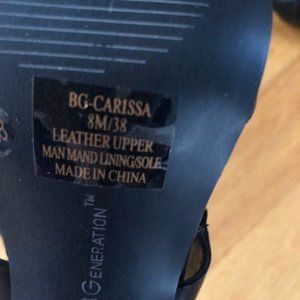 BG-CARISSA
8M/38
LEATHER UPPER
MAN MAND LINING/SOLE
MADE IN CHINA
GENERATION™